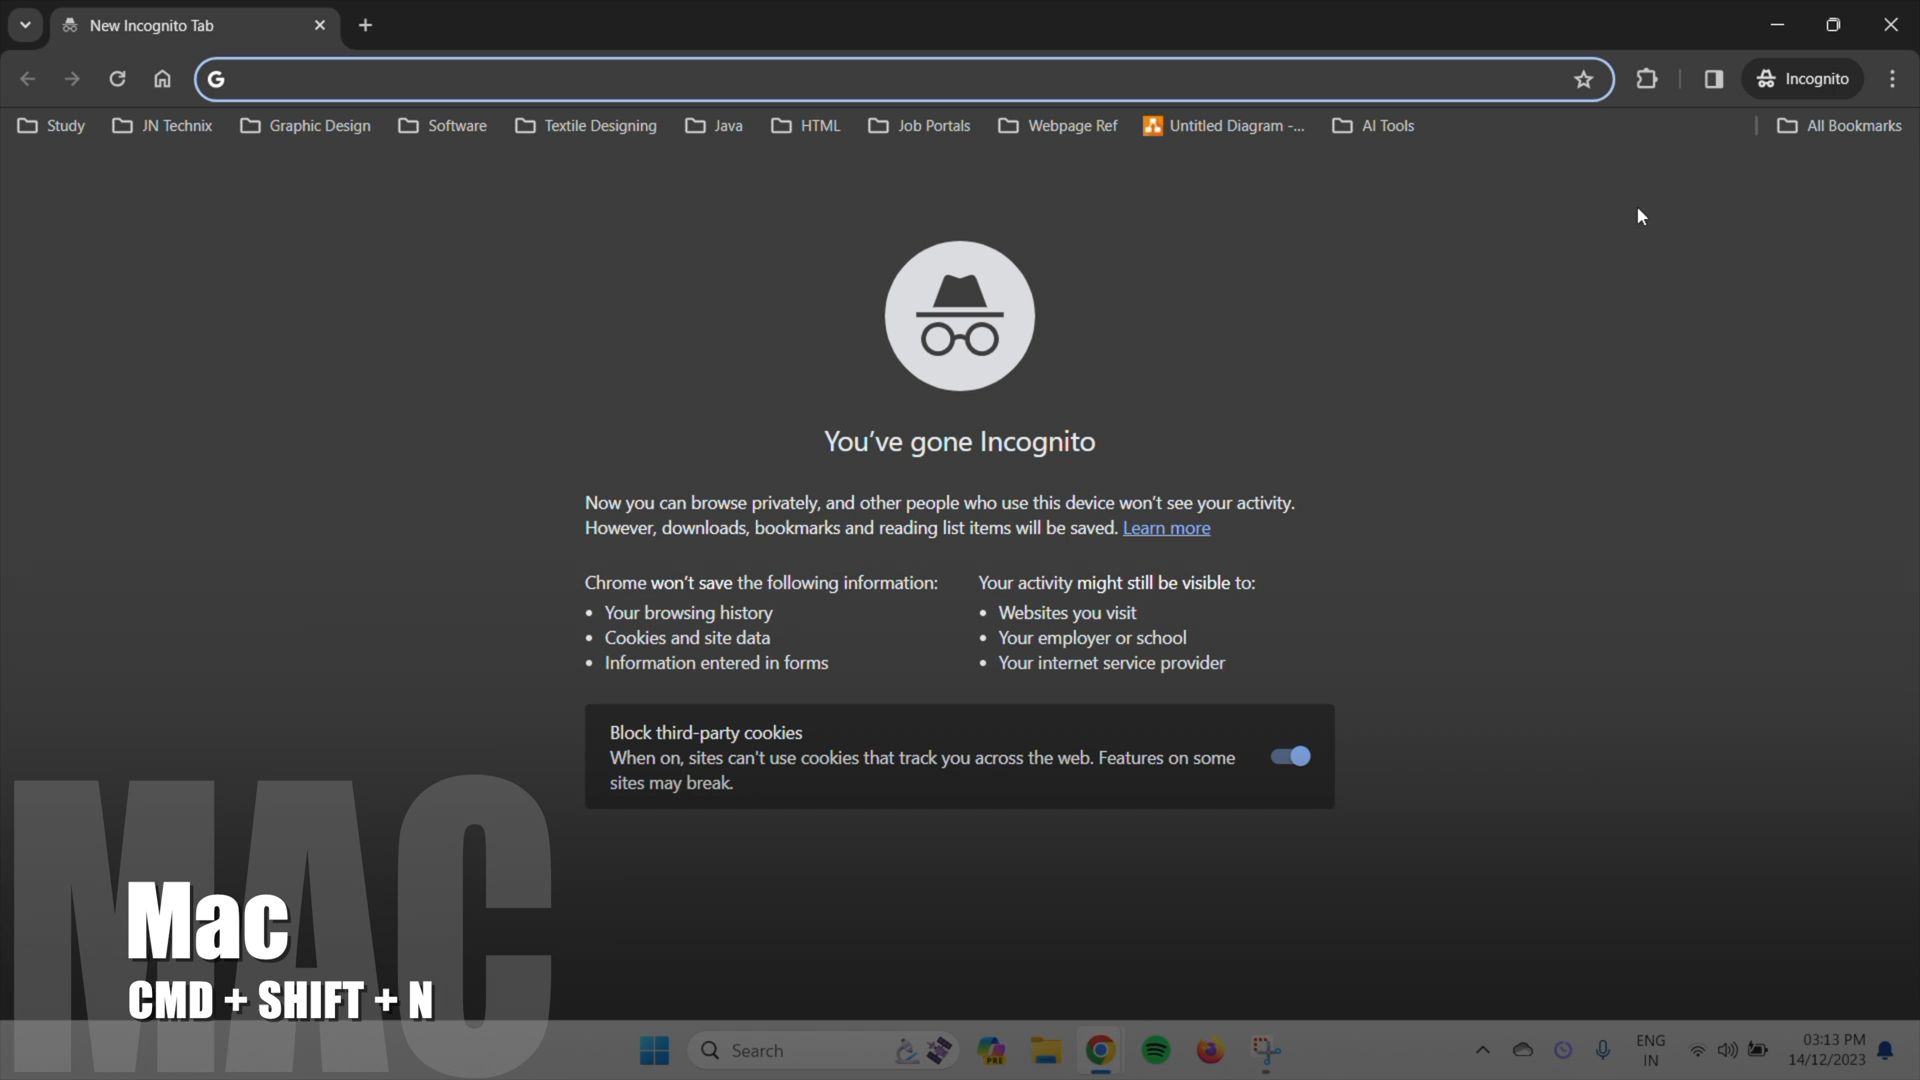 New Incognito Tab
Incognito
Study
JN Technix
Graphic Design
Software
Textile Designing
Java
HTML
Job Portals
Webpage Ref
Untitled Diagram -...
AI Tools
All Bookmarks
You've gone Incognito
Now you can browse privately, and other people who use this device won't see your activity.
However, downloads, bookmarks and reading list items will be saved. Learn more
Chrome won't save the following information:
Your browsing history
Cookies and site data
Information entered in forms
Your activity might still be visible to:
Websites you visit
Your employer or school
Your internet service provider
Block third-party cookies
When on, sites can't use cookies that track you across the web. Features on some
sites may break.
MAC
Mac
CMD + SHIFT + N
Search
PRE
ENG
IN
03:13 PM
14/12/2023